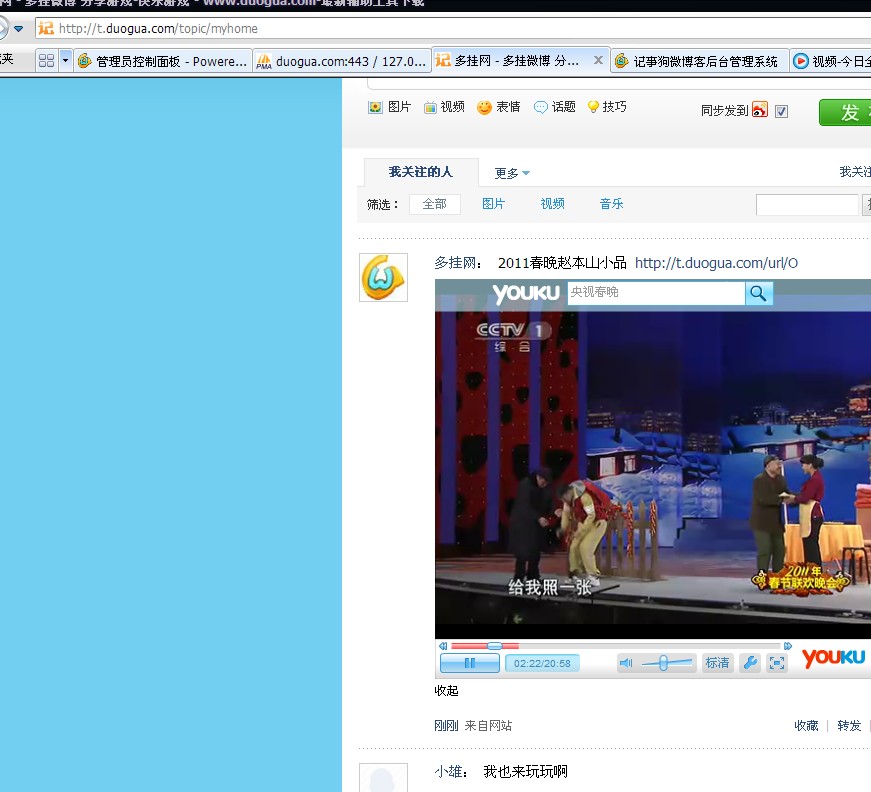 网 - 多挂微博 分享游戏-快乐游戏 - www.duogua.com-最新辅助工具下载
http://t.duogua.com/topic/myhome
夹
管理员控制面板 - Powere...
PMA
duogua.com:443 / 127.0...
记
多挂网 - 多挂微博 分...
记事狗微博客后台管理系统
视频-今日全
图片 视频 表情 话题 技巧
同步发到
发
我关注的人 更多
我关注
筛选： 全部 图片 视频 音乐
多挂网： 2011春晚赵本山小品 http://t.duogua.com/url/O
YOUKU 央视春晚
CCTV 1
综合
给我照一张
2011年
春节联欢晚会
02:22/20:58
标清
YOUKU
收起
刚刚 来自网站
收藏 | 转发 |
小雄： 我也来玩玩啊